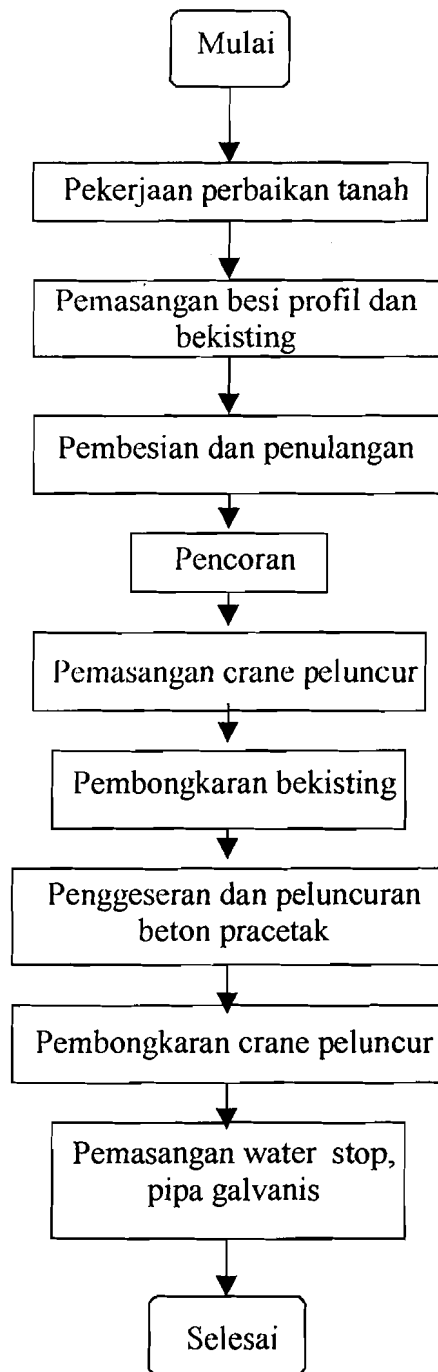 Mulai
Pekerjaan perbaikan tanah
Pemasangan besi profil dan
bekisting
Pembesian dan penulangan
Pencoran
Pemasangan crane peluncur
Pembongkaran bekisting
Penggeseran dan peluncuran
beton pracetak
Pembongkaran crane peluncur
Pemasangan water stop,
pipa galvanis
Selesai